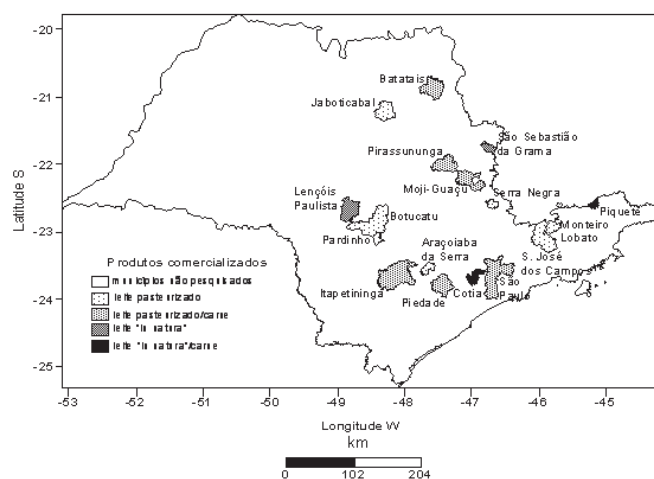 -20
-21
-22
-23
-24
-25
Latitude S
Batatais
Jaboticabal
São Sebastião
da Grama
Pirassununga
Moji-Guaçu
Serra Negra
Lençóis
Paulista
Botucatu
Piquete
Monteiro
Lobato
Pardinho
Araçoiaba
da Serra
S. José
dos Campos
Itapetininga
Piedade
Cotia
São
Paulo
Produtos comercializados
municípios não pesquisados
leite pasteurizado
leite pasteurizado/carne
leite "in natura"
leite "in natura"/carne
-53 -52 -51 -50 -49 -48 -47 -46 -45 -44
Longitude W
km
0 102 204